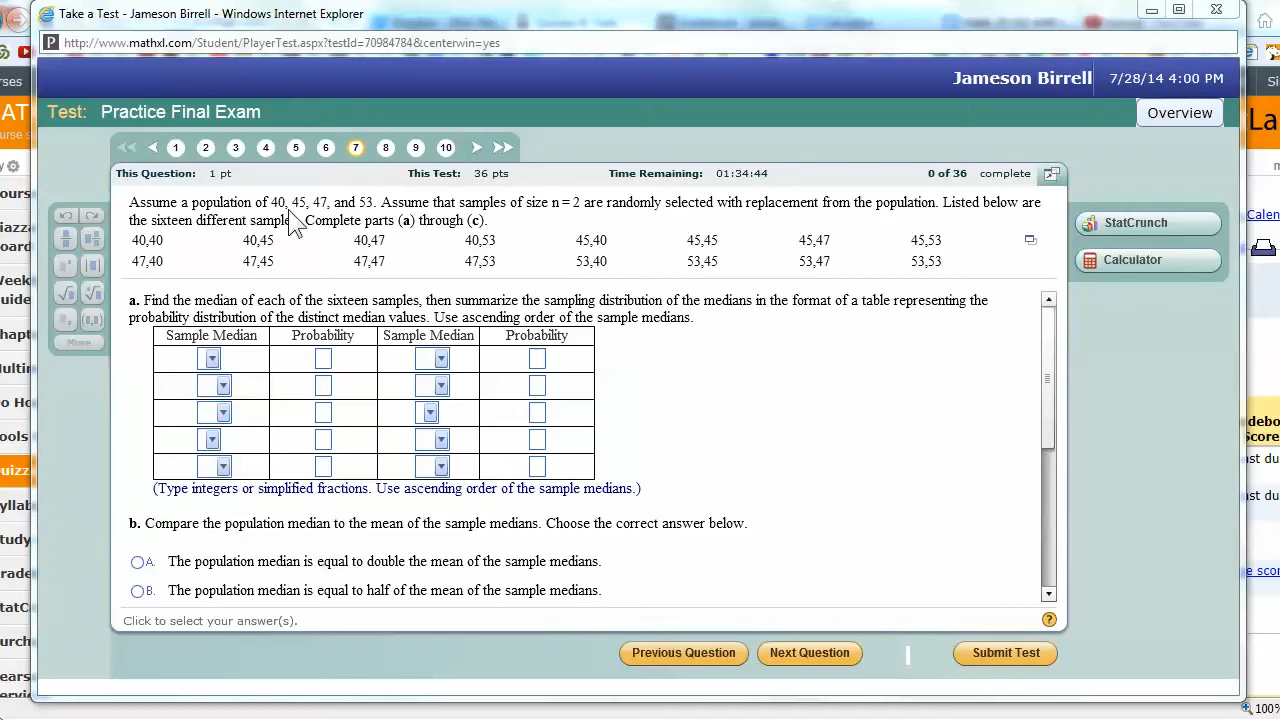 Take a Test - Jameson Birrell - Windows Internet Explorer
http://www.mathxl.com/Student/PlayerTest.aspx?testId=70984784&centerwin=yes
Jameson Birrell 7/28/14 4:00 PM
Test: Practice Final Exam
Overview
1 2 3 4 5 6 7 8 9 10
This Question: 1 pt This Test: 36 pts Time Remaining: 01:34:44 0 of 36 complete
Assume a population of 40, 45, 47, and 53. Assume that samples of size n = 2 are randomly selected with replacement from the population. Listed below are
the sixteen different samples. Complete parts (a) through (c).
40,40 40,45 40,47 40,53 45,40 45,45 45,47 45,53
47,40 47,45 47,47 47,53 53,40 53,45 53,47 53,53
StatCrunch
Calculator
More
a. Find the median of each of the sixteen samples, then summarize the sampling distribution of the medians in the format of a table representing the
probability distribution of the distinct median values. Use ascending order of the sample medians.
Sample Median Probability Sample Median Probability
(Type integers or simplified fractions. Use ascending order of the sample medians.)
b. Compare the population median to the mean of the sample medians. Choose the correct answer below.
A. The population median is equal to double the mean of the sample medians.
B. The population median is equal to half of the mean of the sample medians.
Click to select your answer(s).
Previous Question Next Question Submit Test
100%